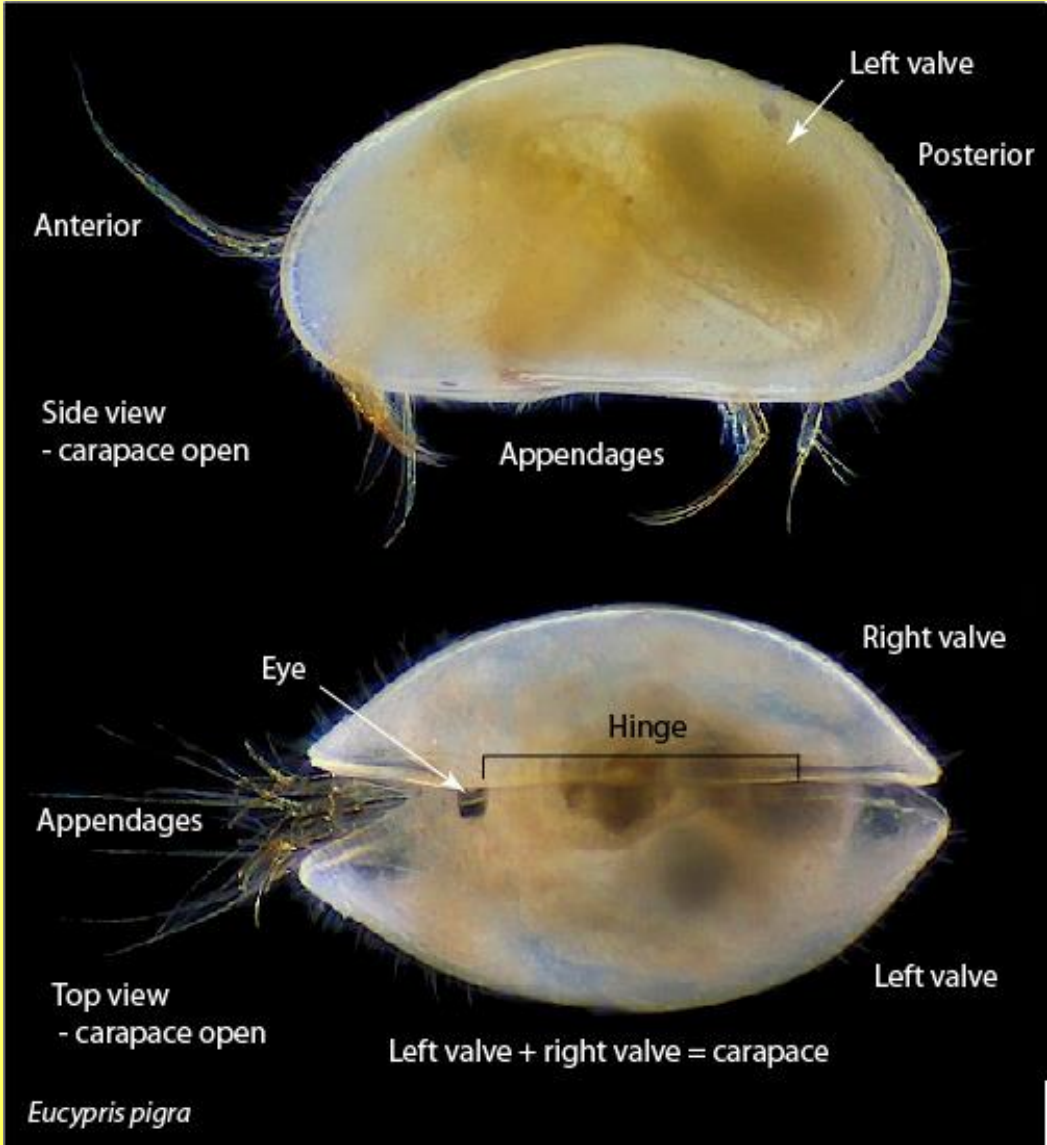 Left valve
Posterior
Anterior
Side view
- carapace open
Appendages
Right valve
Eye
Hinge
Appendages
Left valve
Top view
- carapace open
Left valve + right valve = carapace
Eucypris pigra